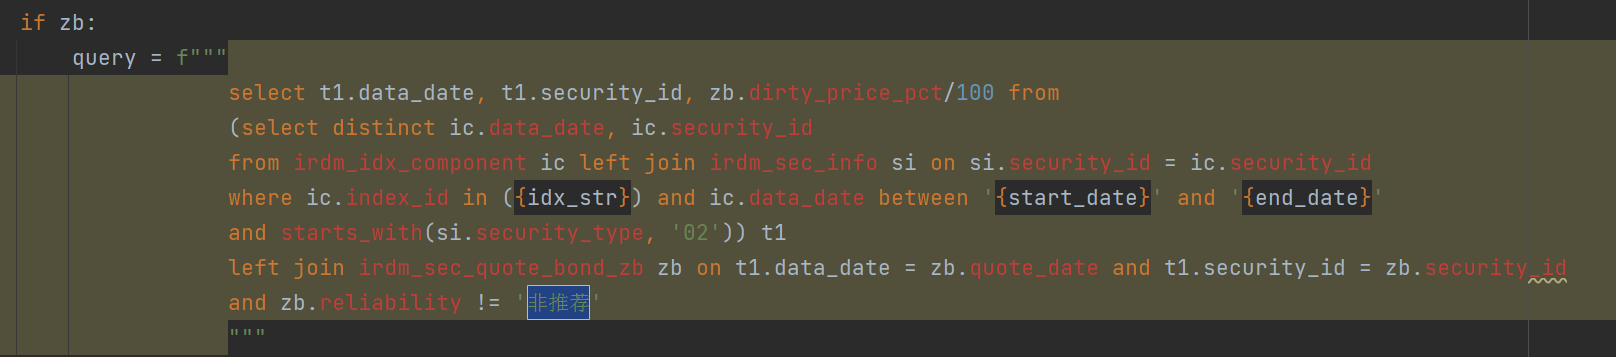 if zb:
query = f"""
select t1.data_date, t1.security_id, zb.dirty_price_pct/100 from
(select distinct ic.data_date, ic.security_id
from irdm_idx_component ic left join irdm_sec_info si on si.security_id = ic.security_id
where ic.index_id in ({idx_str}) and ic.data_date between '{start_date}' and '{end_date}'
and starts_with(si.security_type, '02')) t1
left join irdm_sec_quote_bond_zb zb on t1.data_date = zb.quote_date and t1.security_id = zb.security_id
and zb.reliability != '非推荐'
"""